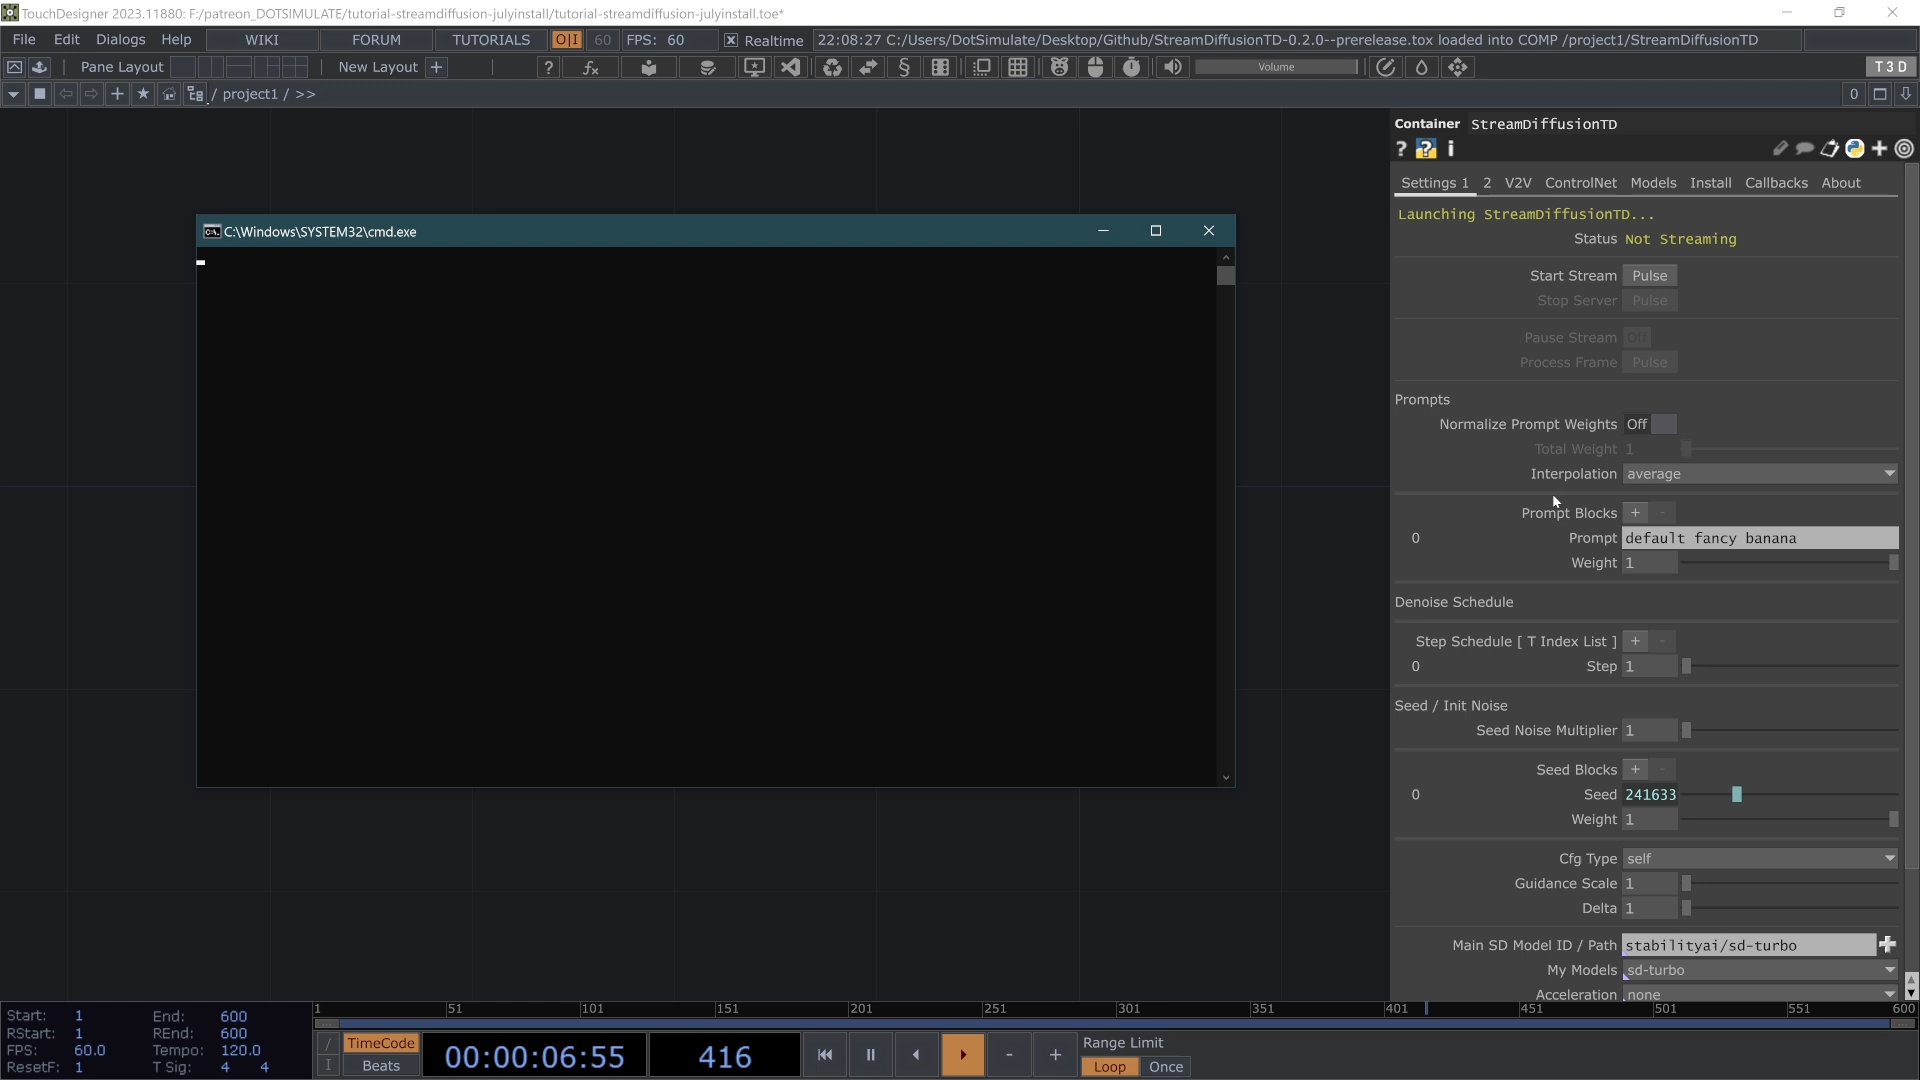 TouchDesigner 2023.11880: F:/patreon_DOTSIMULATE/tutorial-streamdiffusion-julyinstall/tutorial-streamdiffusion-julyinstall.toe*
File Edit Dialogs Help WIKI FORUM TUTORIALS O|I 60 FPS: 60 Realtime 22:08:27 C:/Users/DotSimulate/Desktop/Github/StreamDiffusionTD-0.2.0--prerelease.tox loaded into COMP /project1/StreamDiffusionTD
Pane Layout New Layout + ? fx § Volume T3D
/ project1 / >> 0
Container StreamDiffusionTD
? ? i
Settings 1 2 V2V ControlNet Models Install Callbacks About
Launching StreamDiffusionTD...
Status Not Streaming
Start Stream Pulse
Stop Server Pulse
Pause Stream Off
Process Frame Pulse
Prompts
Normalize Prompt Weights Off
Total Weight 1
Interpolation average
Prompt Blocks + -
0 Prompt default fancy banana
Weight 1
Denoise Schedule
Step Schedule [ T Index List ] + -
0 Step 1
Seed / Init Noise
Seed Noise Multiplier 1
Seed Blocks + -
0 Seed 241633
Weight 1
Cfg Type self
Guidance Scale 1
Delta 1
Main SD Model ID / Path stabilityai/sd-turbo
My Models sd-turbo
Acceleration none
C:\Windows\SYSTEM32\cmd.exe
1 51 101 151 201 251 301 351 401 451 501 551 600
Start: 1 End: 600
RStart: 1 REnd: 600
FPS: 60.0 Tempo: 120.0
ResetF: 1 T Sig: 4 4
/ TimeCode
I Beats
00:00:06:55 416 - +
Range Limit
Loop Once